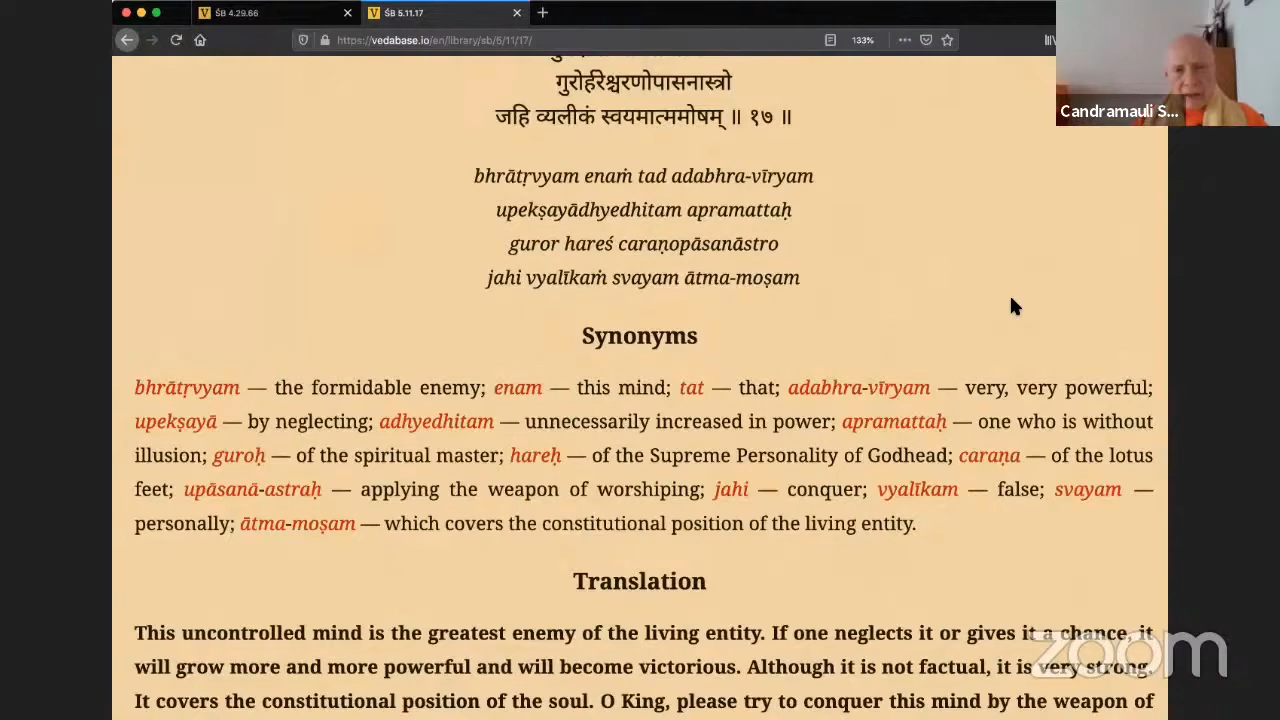 ŚB 4.29.66
ŚB 5.11.17
https://vedabase.io/en/library/sb/5/11/17/
133%
Candramauli S...
गुरोर्हरेश्चरणोपासनास्त्रो
जहि व्यलीकं स्वयमात्ममोषम् ॥ १७ ॥
bhrātṛvyam enaṁ tad adabhra-vīryam
upekṣayādhyedhitam apramattaḥ
guror hareś caraṇopāsanāstro
jahi vyalīkaṁ svayam ātma-moṣam
Synonyms
bhrātṛvyam — the formidable enemy; enam — this mind; tat — that; adabhra-vīryam — very, very powerful;
upekṣayā — by neglecting; adhyedhitam — unnecessarily increased in power; apramattaḥ — one who is without
illusion; guroḥ — of the spiritual master; hareḥ — of the Supreme Personality of Godhead; caraṇa — of the lotus
feet; upāsanā-astraḥ — applying the weapon of worshiping; jahi — conquer; vyalīkam — false; svayam —
personally; ātma-moṣam — which covers the constitutional position of the living entity.
Translation
This uncontrolled mind is the greatest enemy of the living entity. If one neglects it or gives it a chance, it
will grow more and more powerful and will become victorious. Although it is not factual, it is very strong.
It covers the constitutional position of the soul. O King, please try to conquer this mind by the weapon of
zoom